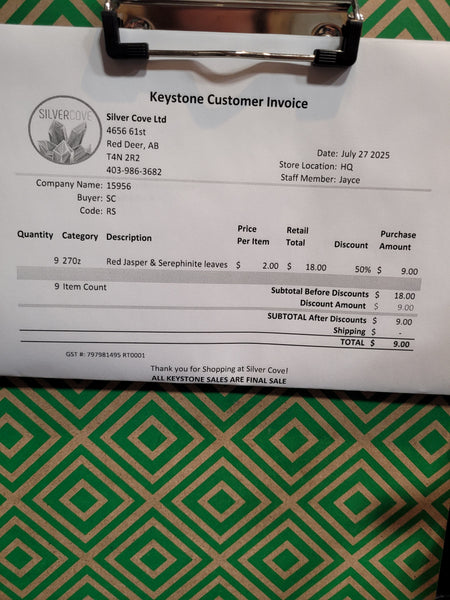 Keystone Customer Invoice
SILVERCOVE
Silver Cove Ltd
4656 61st
Red Deer, AB
T4N 2R2
403-986-3682
Date: July 27 2025
Store Location: HQ
Staff Member: Jayce
Company Name: 15956
Buyer: SC
Code: RS
Quantity Category Description Price Per Item Retail Total Discount Purchase Amount
9 270z Red Jasper & Serephinite leaves $ 2.00 $ 18.00 50% $ 9.00
9 Item Count
Subtotal Before Discounts $ 18.00
Discount Amount $ 9.00
SUBTOTAL After Discounts $ 9.00
Shipping $ -
TOTAL $ 9.00
GST #: 797981495 RT0001
Thank you for Shopping at Silver Cove!
ALL KEYSTONE SALES ARE FINAL SALE